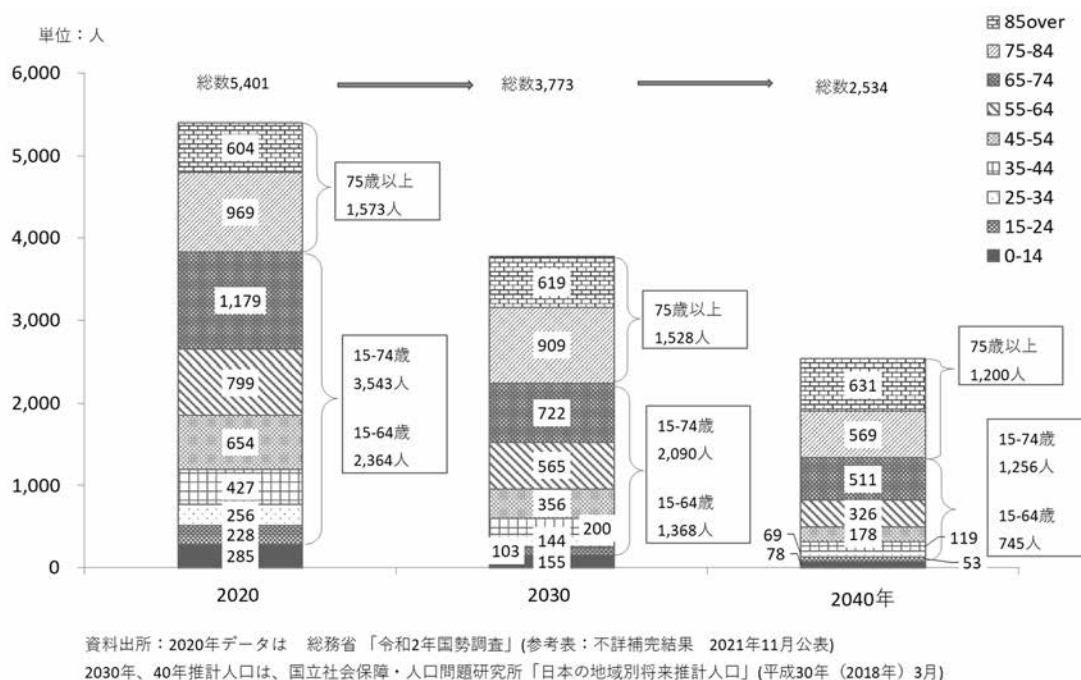 単位：人
85over
75-84
65-74
55-64
45-54
35-44
25-34
15-24
0-14
総数5,401
総数3,773
総数2,534
6,000
5,000
4,000
3,000
2,000
1,000
0
604
969
1,179
799
654
427
256
228
285
75歳以上
1,573人
15-74歳
3,543人
15-64歳
2,364人
619
909
722
565
356
200
144
103
155
75歳以上
1,528人
15-74歳
2,090人
15-64歳
1,368人
631
569
511
326
178
119
69
53
78
75歳以上
1,200人
15-74歳
1,256人
15-64歳
745人
2020
2030
2040年
資料出所：2020年データは 総務省 「令和2年国勢調査」(参考表：不詳補完結果 2021年11月公表)
2030年、40年推計人口は、国立社会保障・人口問題研究所「日本の地域別将来推計人口」(平成30年（2018年）3月)